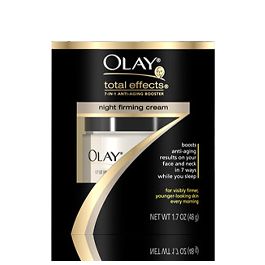 OLAY®
total effects®
7-IN-1 ANTI-AGING BOOSTER
night firming cream
OLAY
boosts
anti-aging
results on your
face and neck
in 7 ways
while you sleep
for visibly firmer,
younger-looking skin
every morning
NET WT 1.7 OZ (48 g)